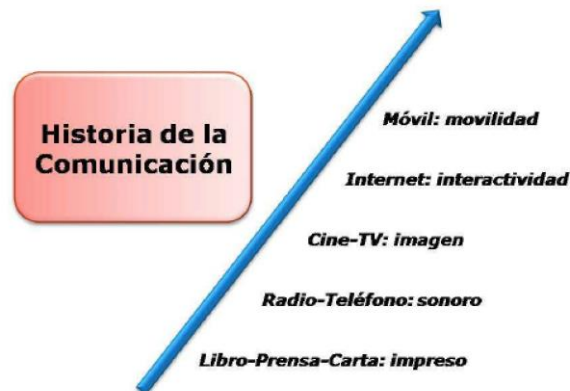 Historia de la
Comunicación
Móvil: movilidad
Internet: interactividad
Cine-TV: imagen
Radio-Teléfono: sonoro
Libro-Prensa-Carta: impreso